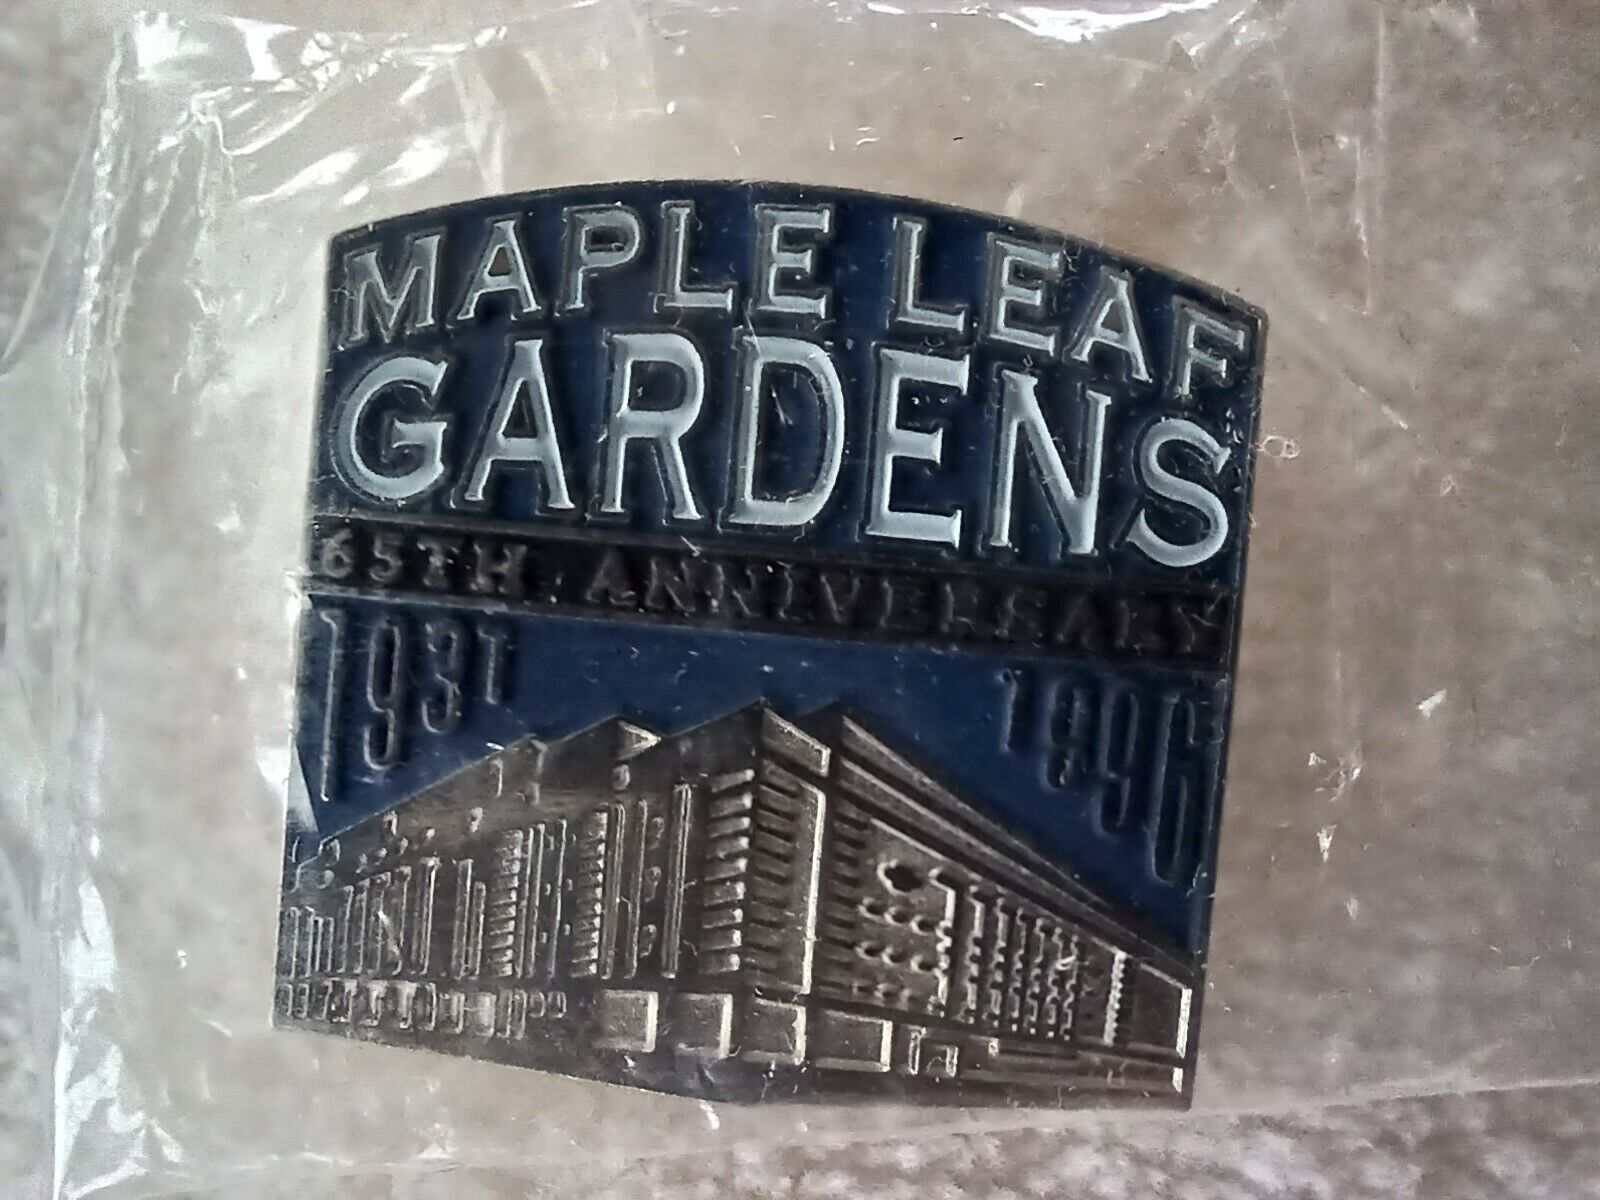 MAPLE LEAF
GARDENS
65TH ANNIVERSARY
1931 1996